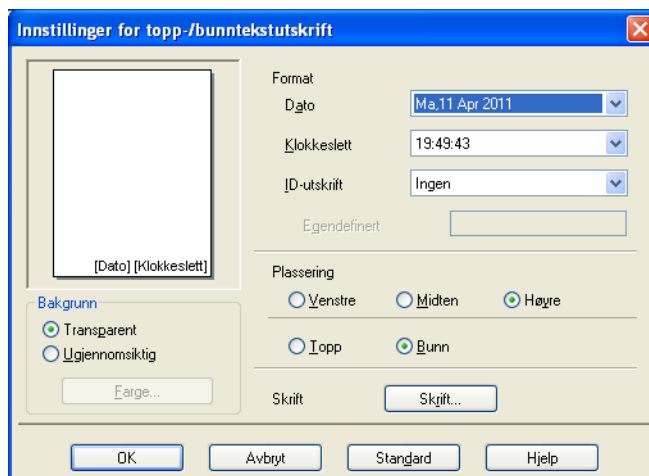 Innstillinger for topp-/bunntekstutskrift
Format
Dato
Ma,11 Apr 2011
Klokkeslett
19:49:43
ID-utskrift
Ingen
Egendefinert
[Dato] [Klokkeslett]
Bakgrunn
Transparent
Ugjennomsiktig
Farge...
Plassering
Venstre
Midten
Høyre
Topp
Bunn
Skrift
Skrift...
OK
Avbryt
Standard
Hjelp